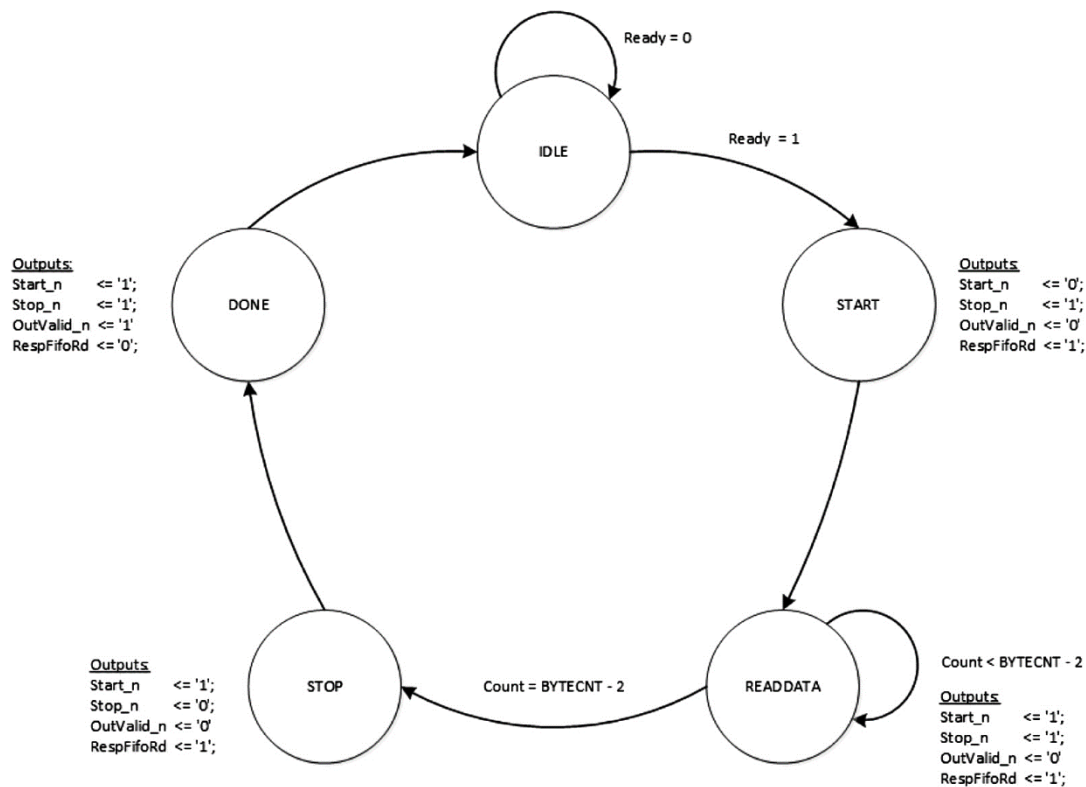 Ready = 0
IDLE
Ready = 1
Outputs:
Start_n <= '1';
Stop_n <= '1';
OutValid_n <= '1'
RespFifoRd <= '0';
DONE
START
Outputs:
Start_n <= '0';
Stop_n <= '1';
OutValid_n <= '0'
RespFifoRd <= '1';
Outputs:
Start_n <= '1';
Stop_n <= '0';
OutValid_n <= '0'
RespFifoRd <= '1';
STOP
Count = BYTECNT - 2
READDATA
Count < BYTECNT - 2
Outputs:
Start_n <= '1';
Stop_n <= '1';
OutValid_n <= '0'
RespFifoRd <= '1';